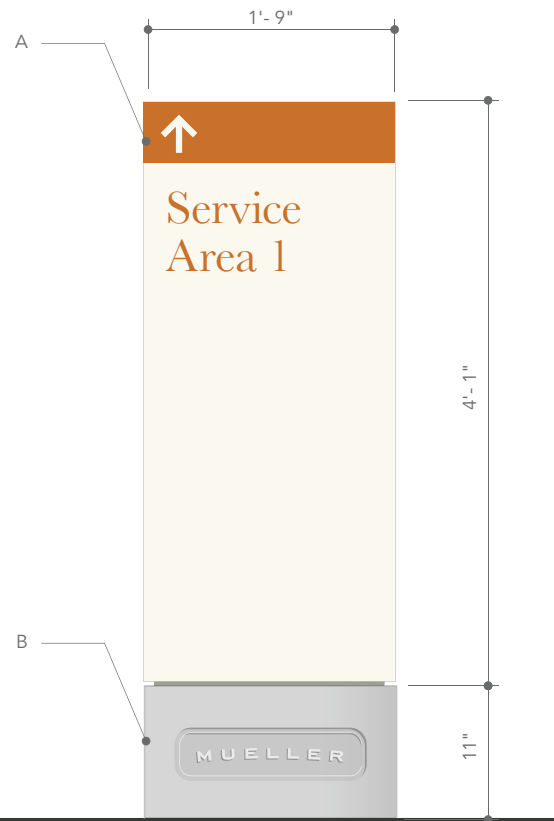 1'- 9"
A
Service
Area 1
4'- 1"
B
11"
MUELLER